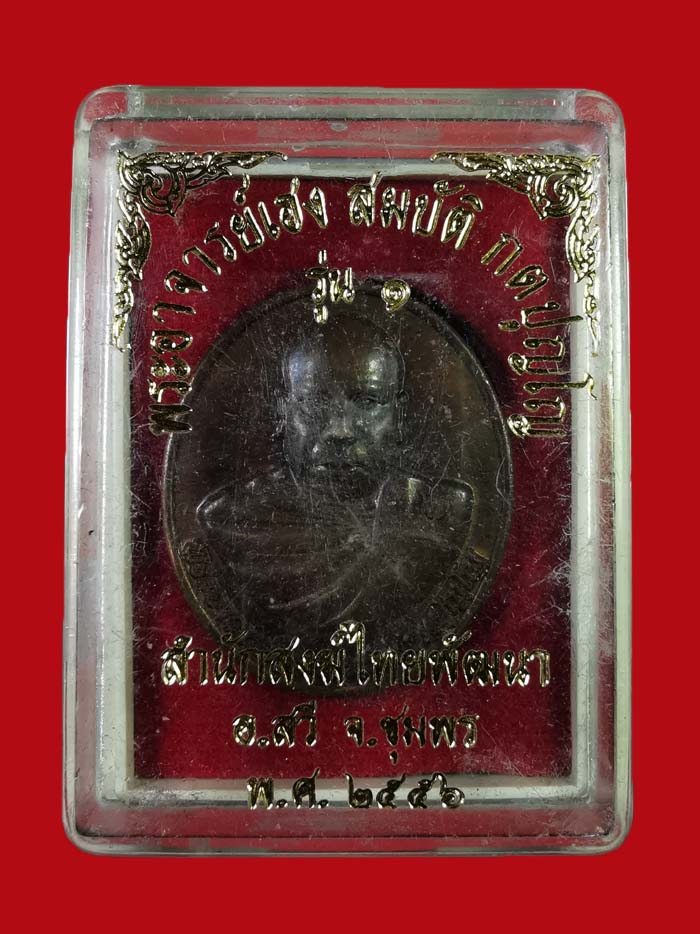 พระอาจารย์เฮง สมบัติ กตปุญโญ
รุ่น ๑
สำนักสงฆ์ไทยพัฒนา
อ.สวี จ.ชุมพร
พ.ศ. ๒๕๕๖